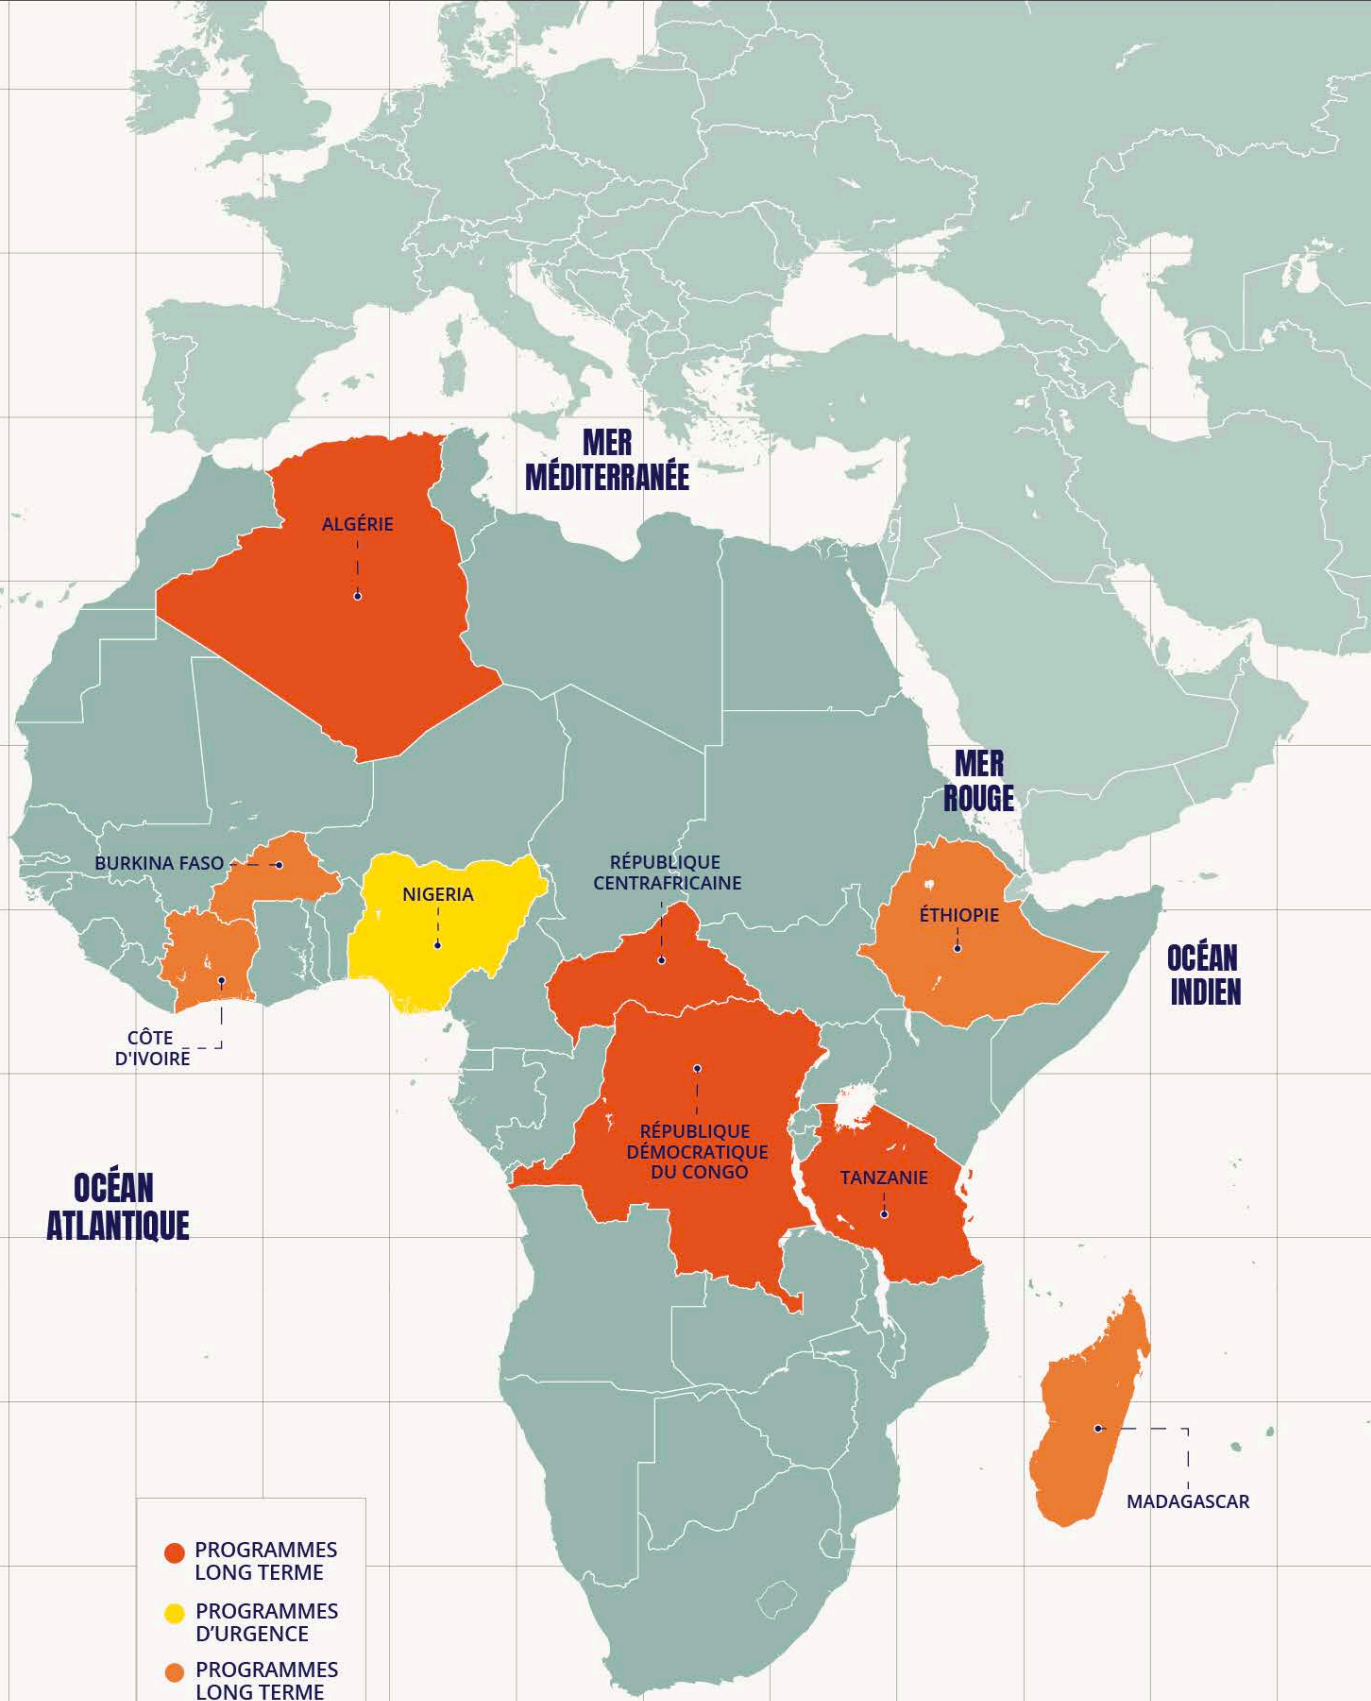 MER
MÉDITERRANÉE
ALGÉRIE
MER
ROUGE
BURKINA FASO
NIGERIA
RÉPUBLIQUE
CENTRAFRICAINE
ÉTHIOPIE
OCÉAN
INDIEN
CÔTE
D'IVOIRE
RÉPUBLIQUE
DÉMOCRATIQUE
DU CONGO
TANZANIE
OCÉAN
ATLANTIQUE
MADAGASCAR
PROGRAMMES
LONG TERME
PROGRAMMES
D’URGENCE
PROGRAMMES
LONG TERME